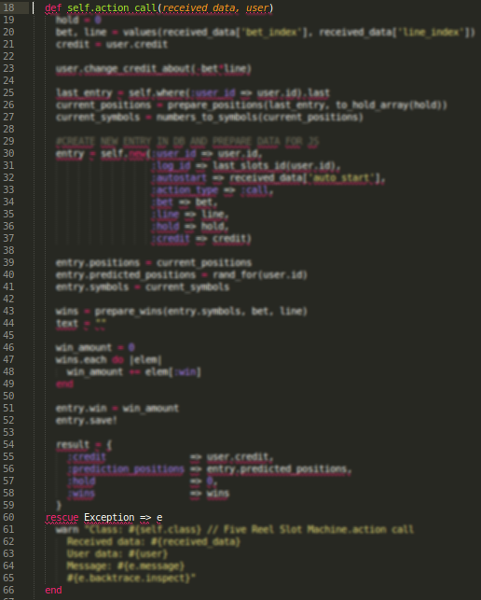 18 def self.action_call(received_data, user)
19 hold = 0
20 bet, line = values(received_data['bet_index'], received_data['line_index'])
21 credit = user.credit
22
23 user.change_credit_about(-bet*line)
24
25 last_entry = self.where(:user_id => user.id).last
26 current_positions = prepare_positions(last_entry, to_hold_array(hold))
27 current_symbols = numbers_to_symbols(current_positions)
28
29 #CREATE NEW ENTRY IN DB AND PREPARE DATA FOR JS
30 entry = self.new(:user_id => user.id,
31 :log_id => last_slots_id(user.id),
32 :autostart => received_data['auto_start'],
33 :action_type => :call,
34 :bet => bet,
35 :line => line,
36 :hold => hold,
37 :credit => credit)
38
39 entry.positions = current_positions
40 entry.predicted_positions = rand_for(user.id)
41 entry.symbols = current_symbols
42
43 wins = prepare_wins(entry.symbols, bet, line)
44 text = ""
45
46 win_amount = 0
47 wins.each do |elem|
48 win_amount += elem[:win]
49 end
50
51 entry.win = win_amount
52 entry.save!
53
54 result = {
55 :credit => user.credit,
56 :prediction_positions => entry.predicted_positions,
57 :hold => 0,
58 :wins => wins
59 }
60 rescue Exception => e
61 warn "Class: #{self.class} // Five Reel Slot Machine.action call
62 Received data: #{received_data}
63 User data: #{user}
64 Message: #{e.message}
65 #{e.backtrace.inspect}"
66 end